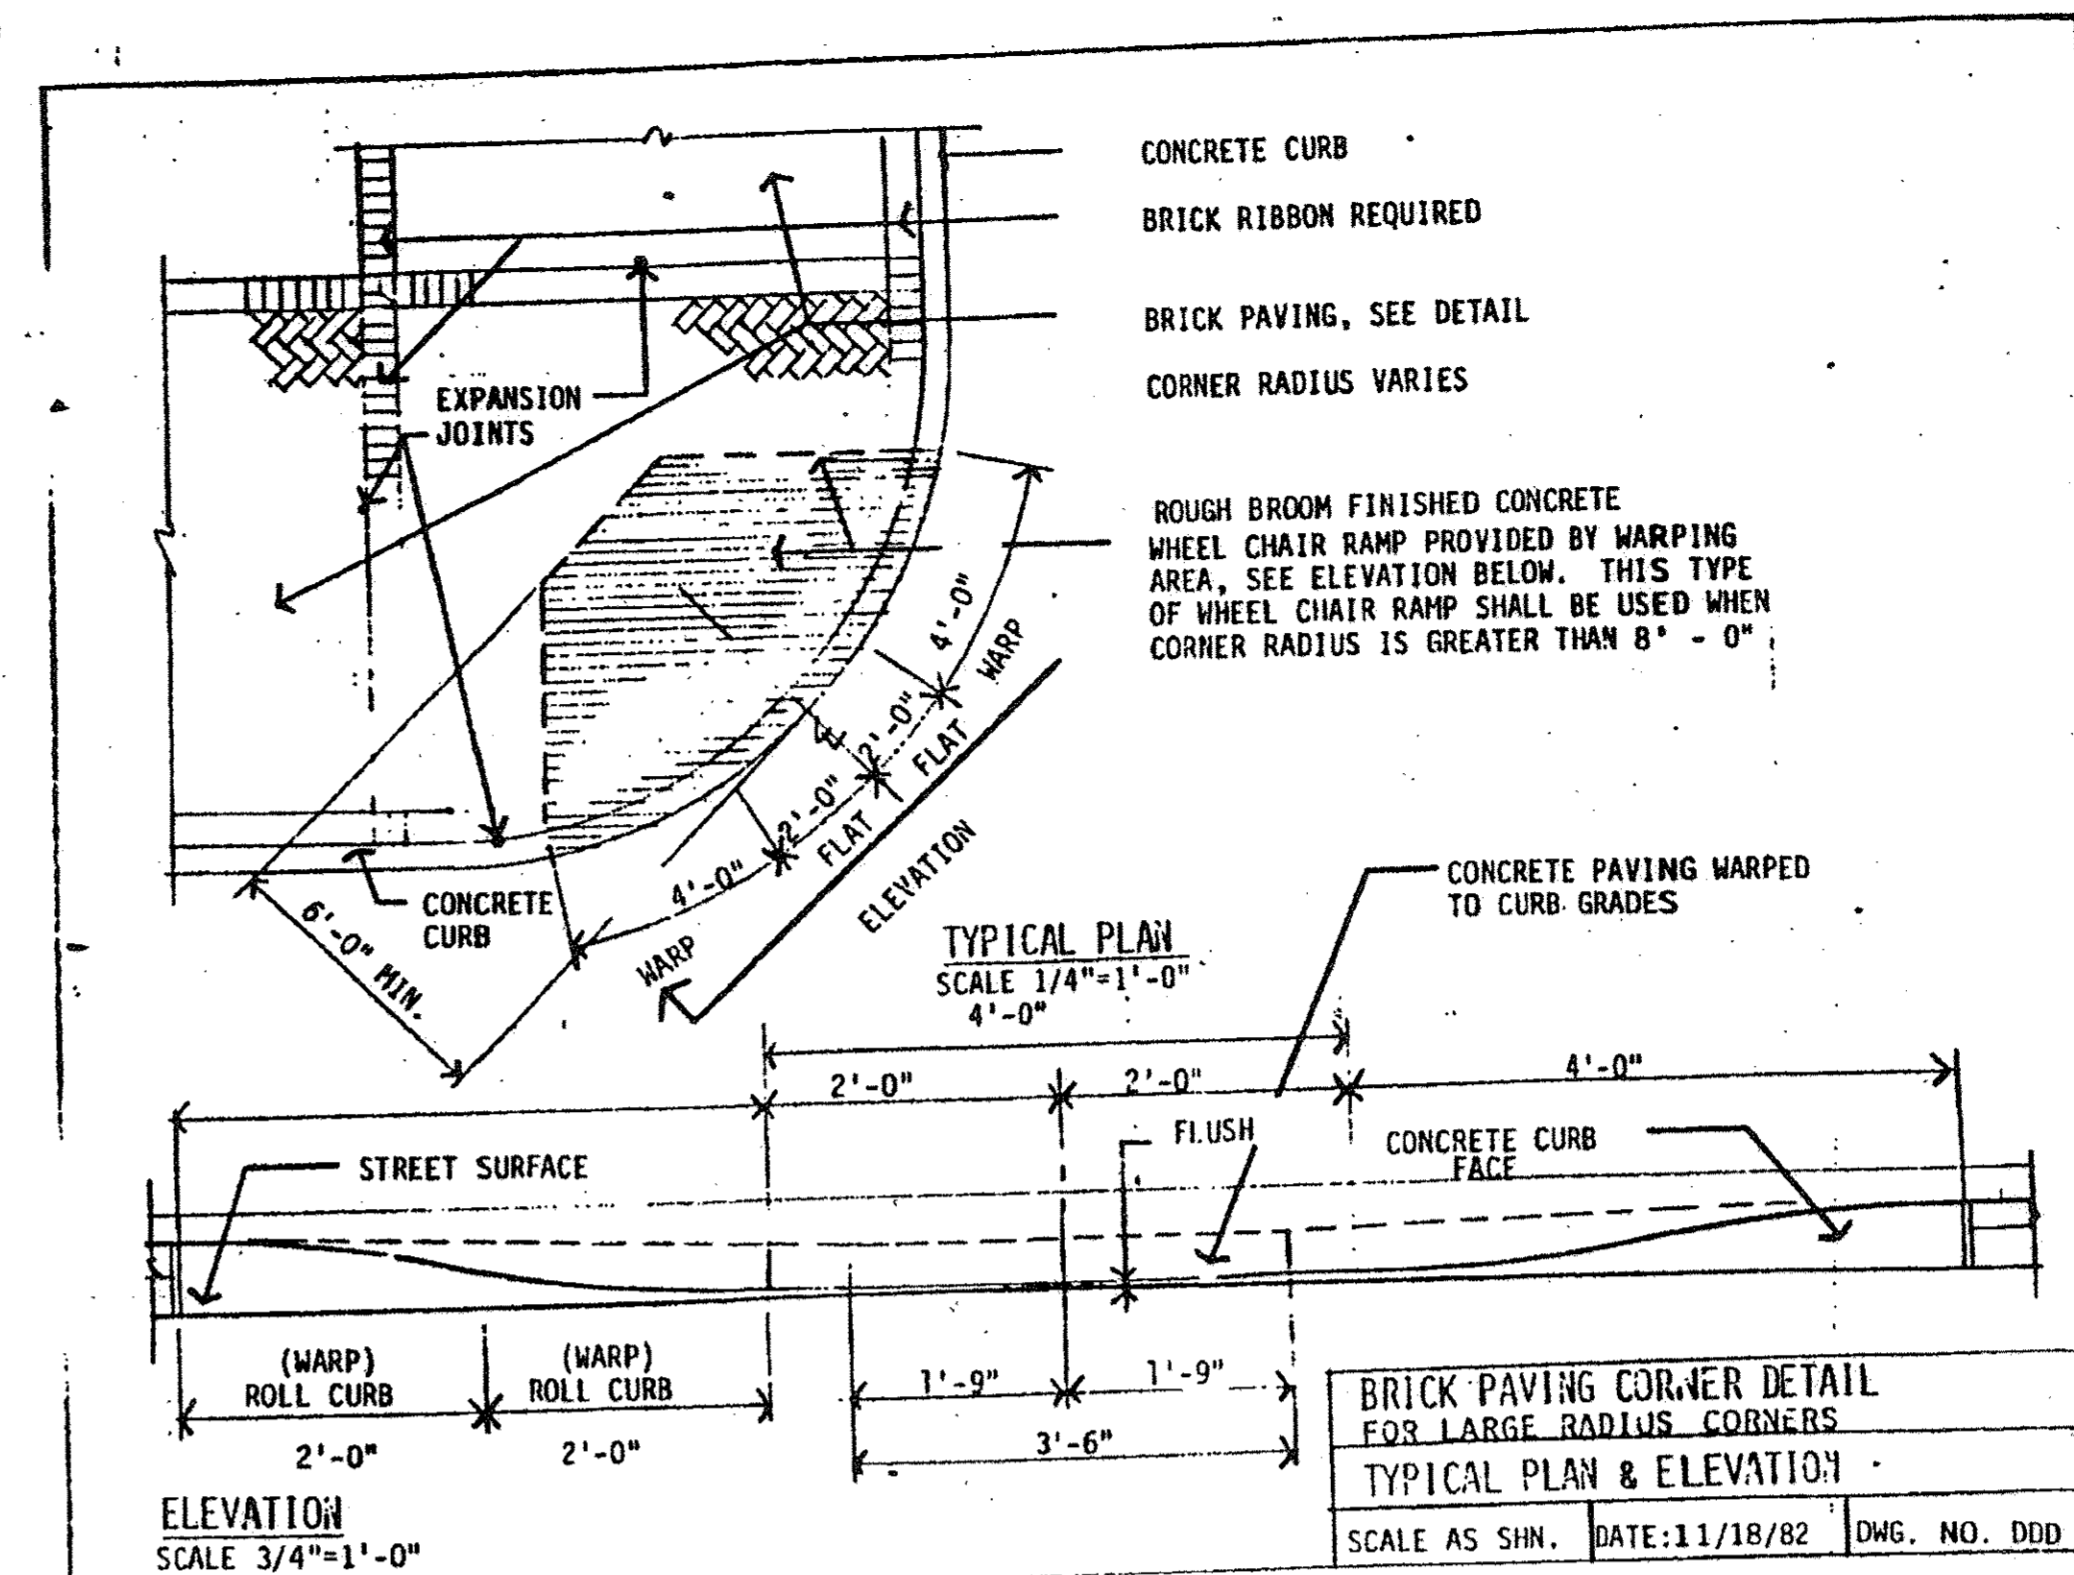 CONCRETE CURB
BRICK RIBBON REQUIRED
BRICK PAVING, SEE DETAIL
CORNER RADIUS VARIES
EXPANSION
JOINTS
ROUGH BROOM FINISHED CONCRETE
WHEEL CHAIR RAMP PROVIDED BY WARPING
AREA, SEE ELEVATION BELOW. THIS TYPE
OF WHEEL CHAIR RAMP SHALL BE USED WHEN
CORNER RADIUS IS GREATER THAN 8' - 0"
4'-0"
WARP
2'-0"
FLAT
2'-0"
FLAT
4'-0"
WARP
ELEVATION
6'-0" MIN.
CONCRETE
CURB
TYPICAL PLAN
SCALE 1/4"=1'-0"
CONCRETE PAVING WARPED
TO CURB GRADES
4'-0"
2'-0"
2'-0"
4'-0"
STREET SURFACE
FLUSH
CONCRETE CURB
FACE
(WARP)
ROLL CURB
(WARP)
ROLL CURB
2'-0"
2'-0"
1'-9"
1'-9"
3'-6"
ELEVATION
SCALE 3/4"=1'-0"
BRICK PAVING CORNER DETAIL
FOR LARGE RADIUS CORNERS
TYPICAL PLAN & ELEVATION
SCALE AS SHN.
DATE:11/18/82
DWG. NO. DDD